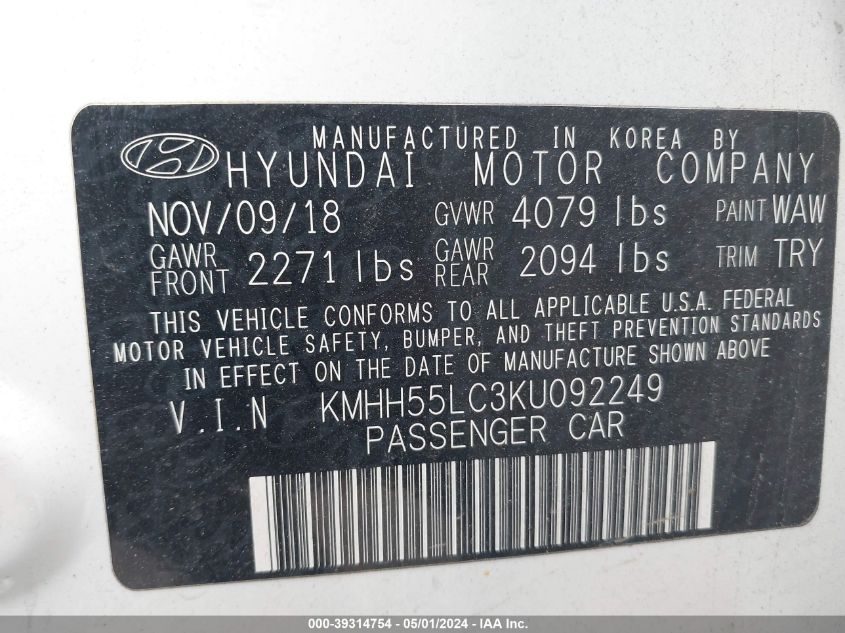 MANUFACTURED IN KOREA BY
HYUNDAI MOTOR COMPANY
NOV/09/18 GVWR 4079 lbs PAINT WAW
GAWR FRONT 2271 lbs GAWR REAR 2094 lbs TRIM TRY
THIS VEHICLE CONFORMS TO ALL APPLICABLE U.S.A. FEDERAL
MOTOR VEHICLE SAFETY, BUMPER, AND THEFT PREVENTION STANDARDS
IN EFFECT ON THE DATE OF MANUFACTURE SHOWN ABOVE
V.I.N KMHH55LC3KU092249
PASSENGER CAR
000-39314754 - 05/01/2024 - IAA Inc.